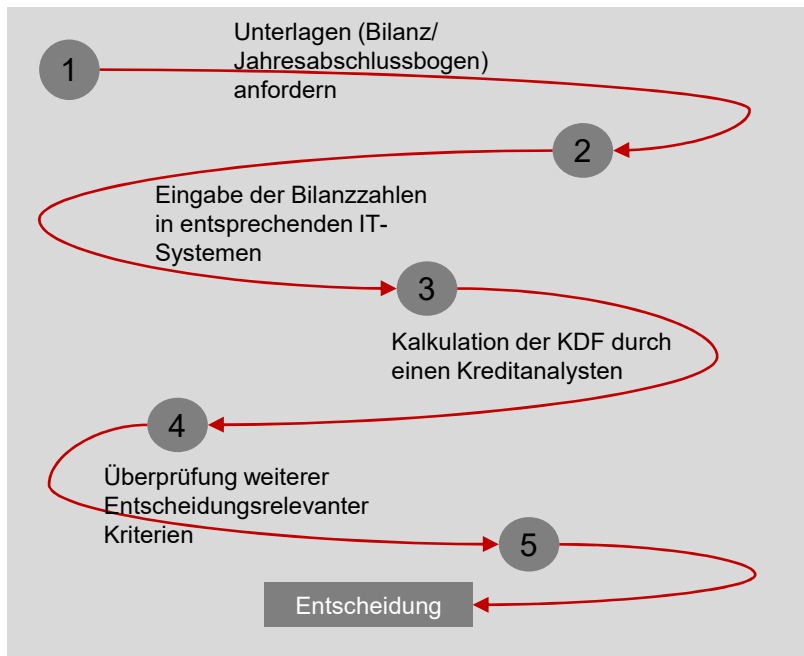 Unterlagen (Bilanz/
Jahresabschlussbogen)
anfordern
1
2
Eingabe der Bilanzzahlen
in entsprechenden IT-
Systemen
3
Kalkulation der KDF durch
einen Kreditanalysten
4
Überprüfung weiterer
Entscheidungsrelevanter
Kriterien
5
Entscheidung